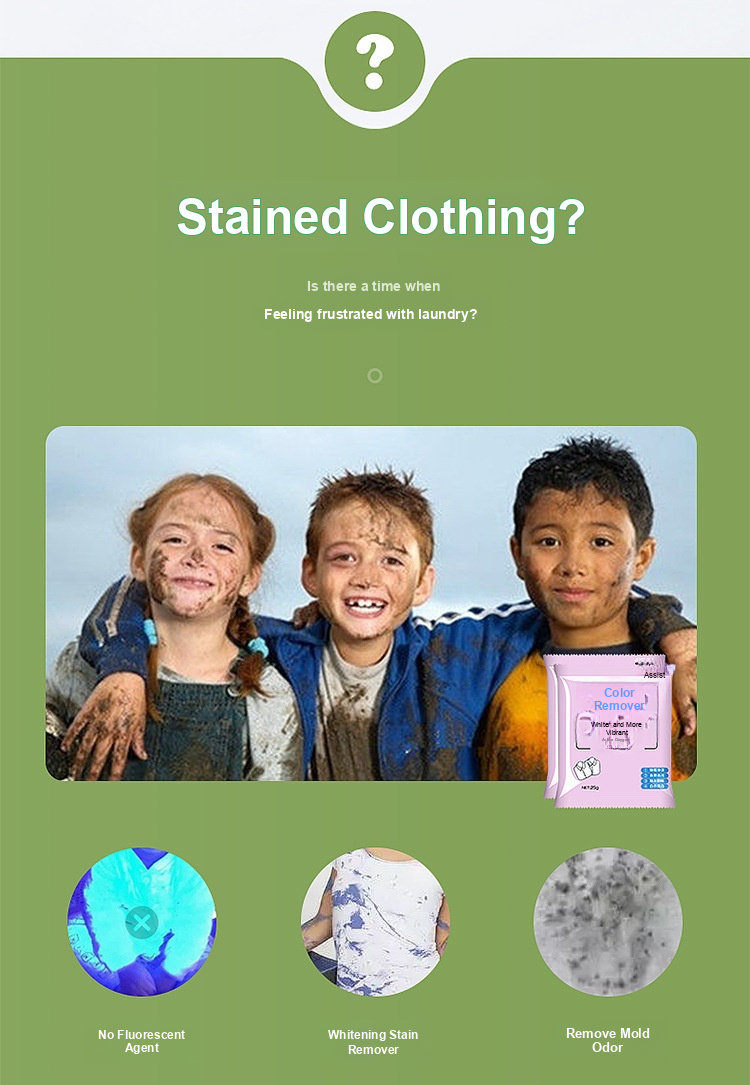 ?
Stained Clothing?
Is there a time when
Feeling frustrated with laundry?
Assist
Color
Remover
White and More
Vibrant
NET:25g
No Fluorescent
Agent
Whitening Stain
Remover
Remove Mold
Odor